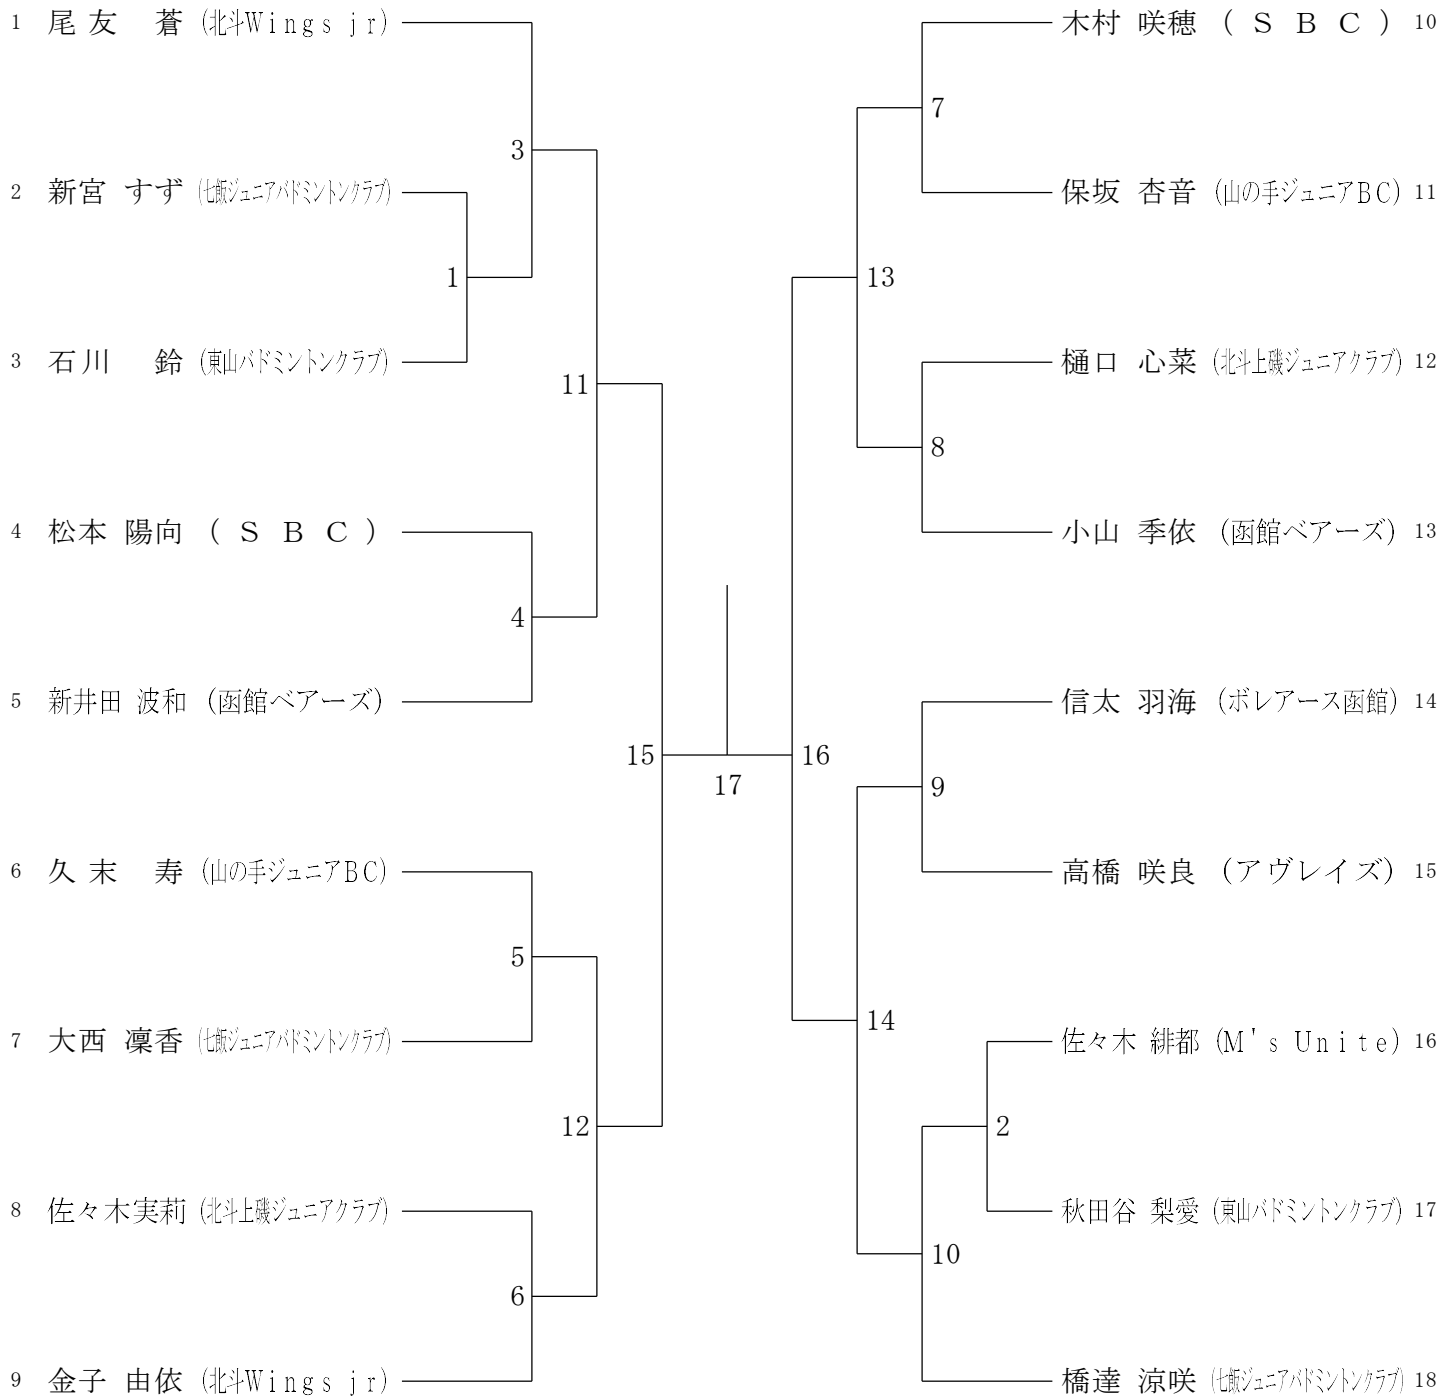 1 尾友 蒼 (北斗Wings jr)
2 新宮 すず (七飯ジュニアバドミントンクラブ)
3 石川 鈴 (東山バドミントンクラブ)
4 松本 陽向 (SBC)
5 新井田 波和 (函館ベアーズ)
6 久末 寿 (山の手ジュニアBC)
7 大西 凜香 (七飯ジュニアバドミントンクラブ)
8 佐々木実莉 (北斗上磯ジュニアクラブ)
9 金子 由依 (北斗Wings jr)
3
1
11
4
15
5
12
6
17
16
7
13
8
9
14
2
10
木村 咲穂 (SBC) 10
保坂 杏音 (山の手ジュニアBC) 11
樋口 心菜 (北斗上磯ジュニアクラブ) 12
小山 季依 (函館ベアーズ) 13
信太 羽海 (ボレアース函館) 14
高橋 咲良 (アヴレイズ) 15
佐々木 緋都 (M's Unite) 16
秋田谷 梨愛 (東山バドミントンクラブ) 17
橋達 涼咲 (七飯ジュニアバドミントンクラブ) 18